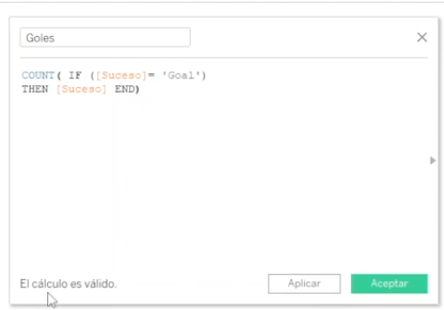 Goles
COUNT( IF ([Suceso]= 'Goal')
THEN [Suceso] END)
El cálculo es válido.
Aplicar
Aceptar